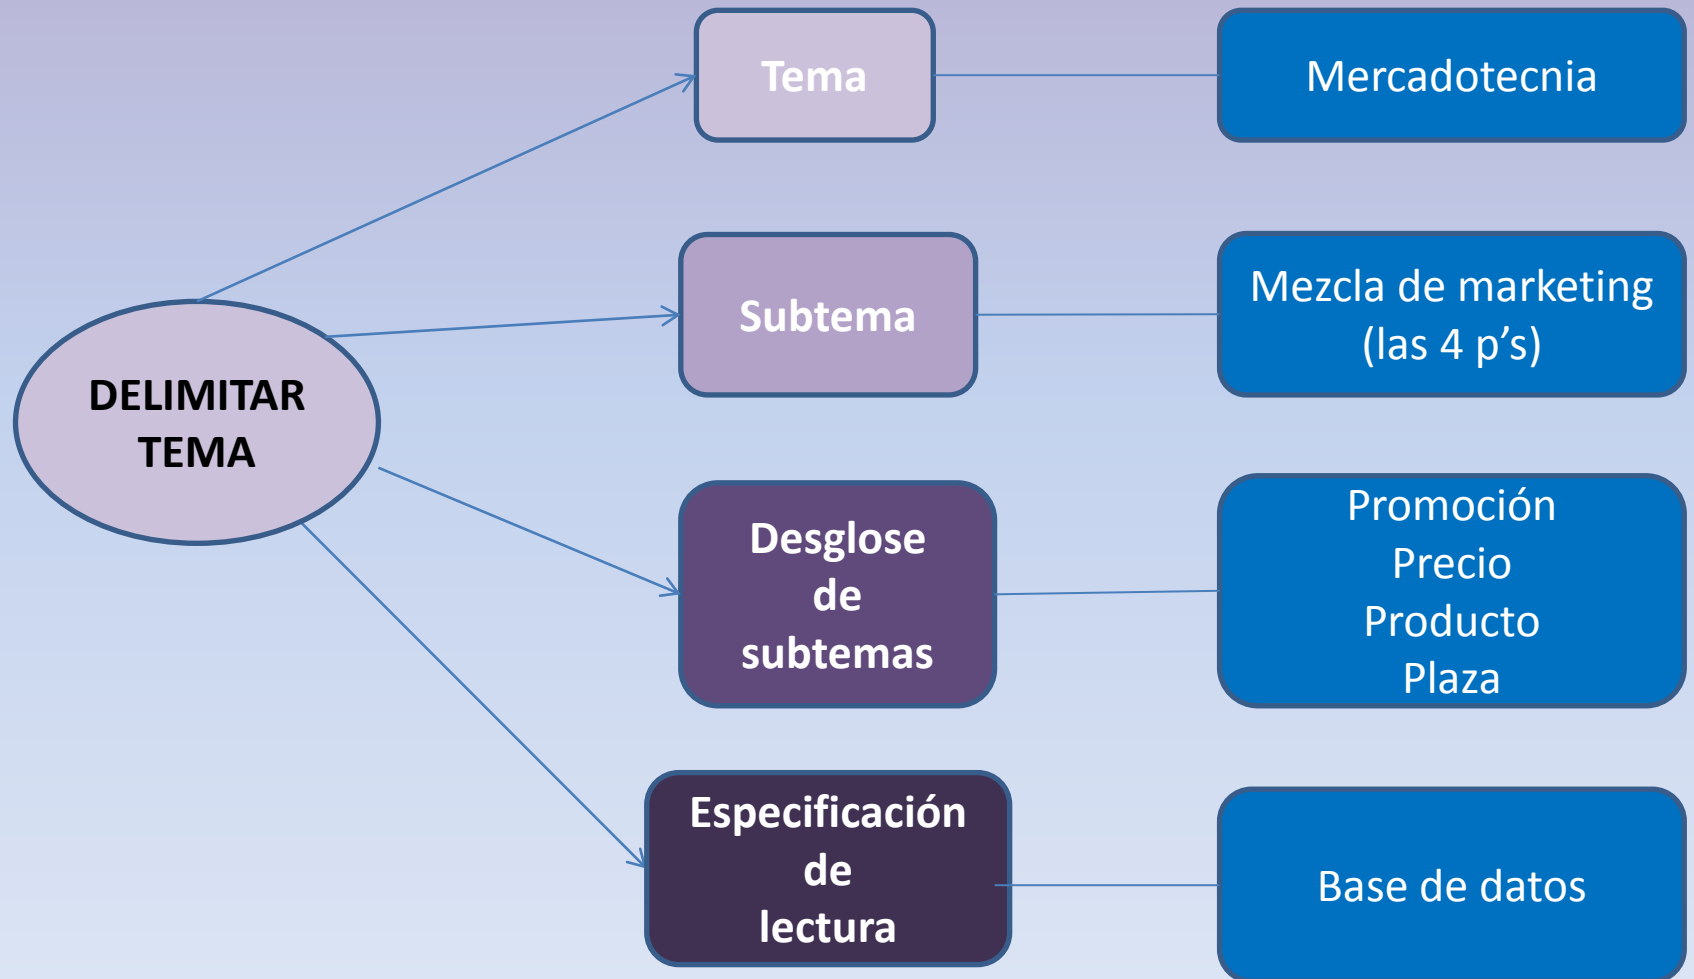 Tema
Mercadotecnia
Subtema
Mezcla de marketing
(las 4 p’s)
DELIMITAR
TEMA
Desglose
de
subtemas
Promoción
Precio
Producto
Plaza
Especificación
de
lectura
Base de datos